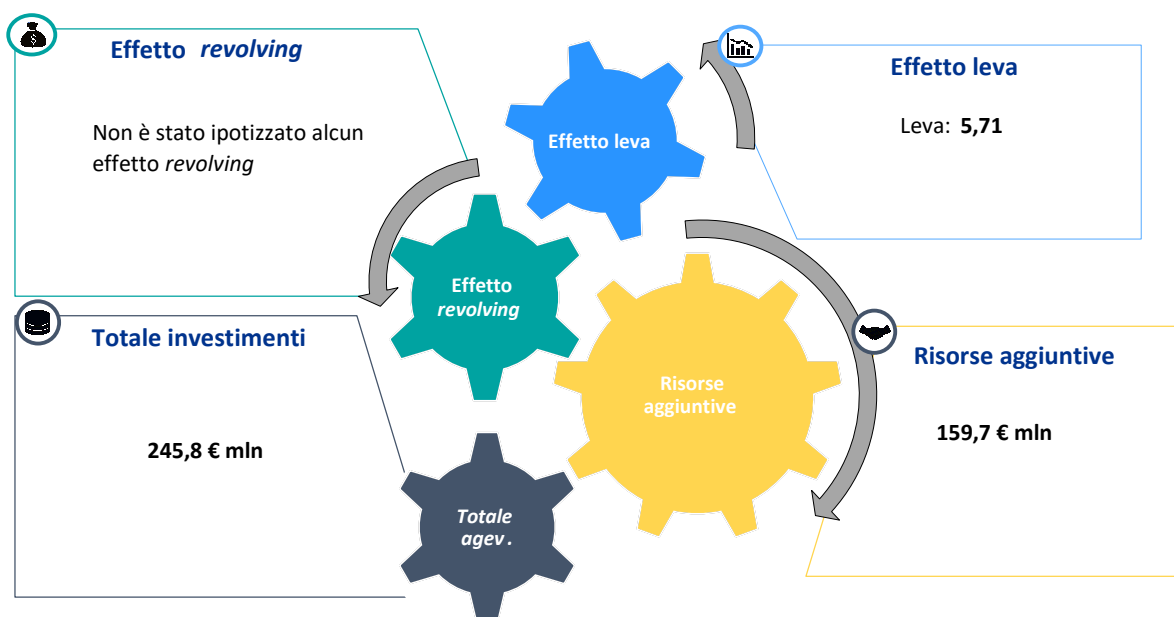 Effetto revolving
Non è stato ipotizzato alcun
effetto revolving
Effetto leva
Effetto leva
Leva: 5,71
Effetto
revolving
Totale investimenti
245,8 € mln
Risorse
aggiuntive
Risorse aggiuntive
159,7 € mln
Totale
agev.